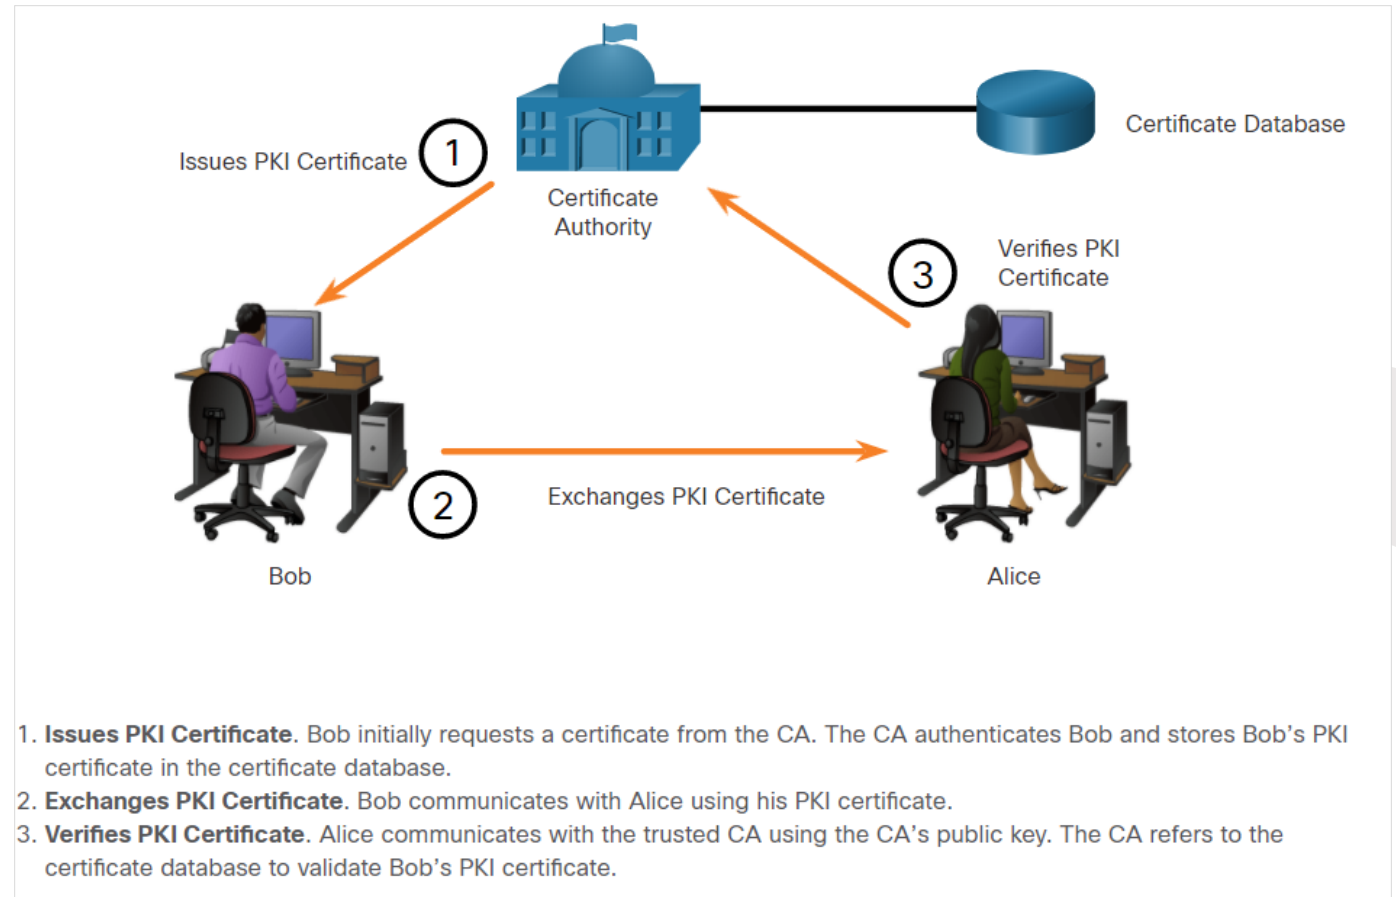 Certificate Database
1
Issues PKI Certificate
Certificate
Authority
3
Verifies PKI
Certificate
2
Exchanges PKI Certificate
Bob
Alice
1. Issues PKI Certificate. Bob initially requests a certificate from the CA. The CA authenticates Bob and stores Bob’s PKI
certificate in the certificate database.
2. Exchanges PKI Certificate. Bob communicates with Alice using his PKI certificate.
3. Verifies PKI Certificate. Alice communicates with the trusted CA using the CA’s public key. The CA refers to the
certificate database to validate Bob’s PKI certificate.